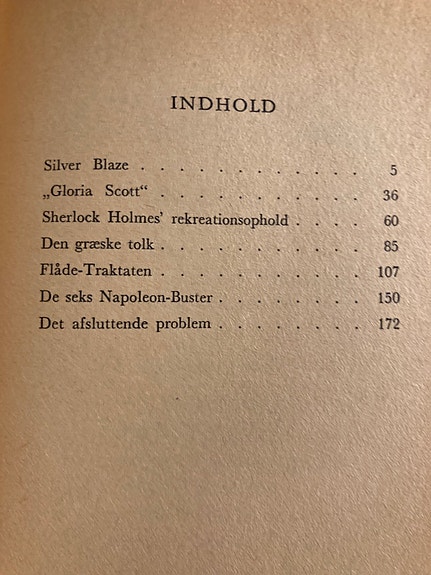 INDHOLD
Silver Blaze . . . . . . . . . . . . 5
„Gloria Scott“ . . . . . . . . . . . 36
Sherlock Holmes’ rekreationsophold . . . . 60
Den græske tolk . . . . . . . . . . 85
Flåde-Traktaten . . . . . . . . . . 107
De seks Napoleon-Buster . . . . . . . . 150
Det afsluttende problem . . . . . . . . 172